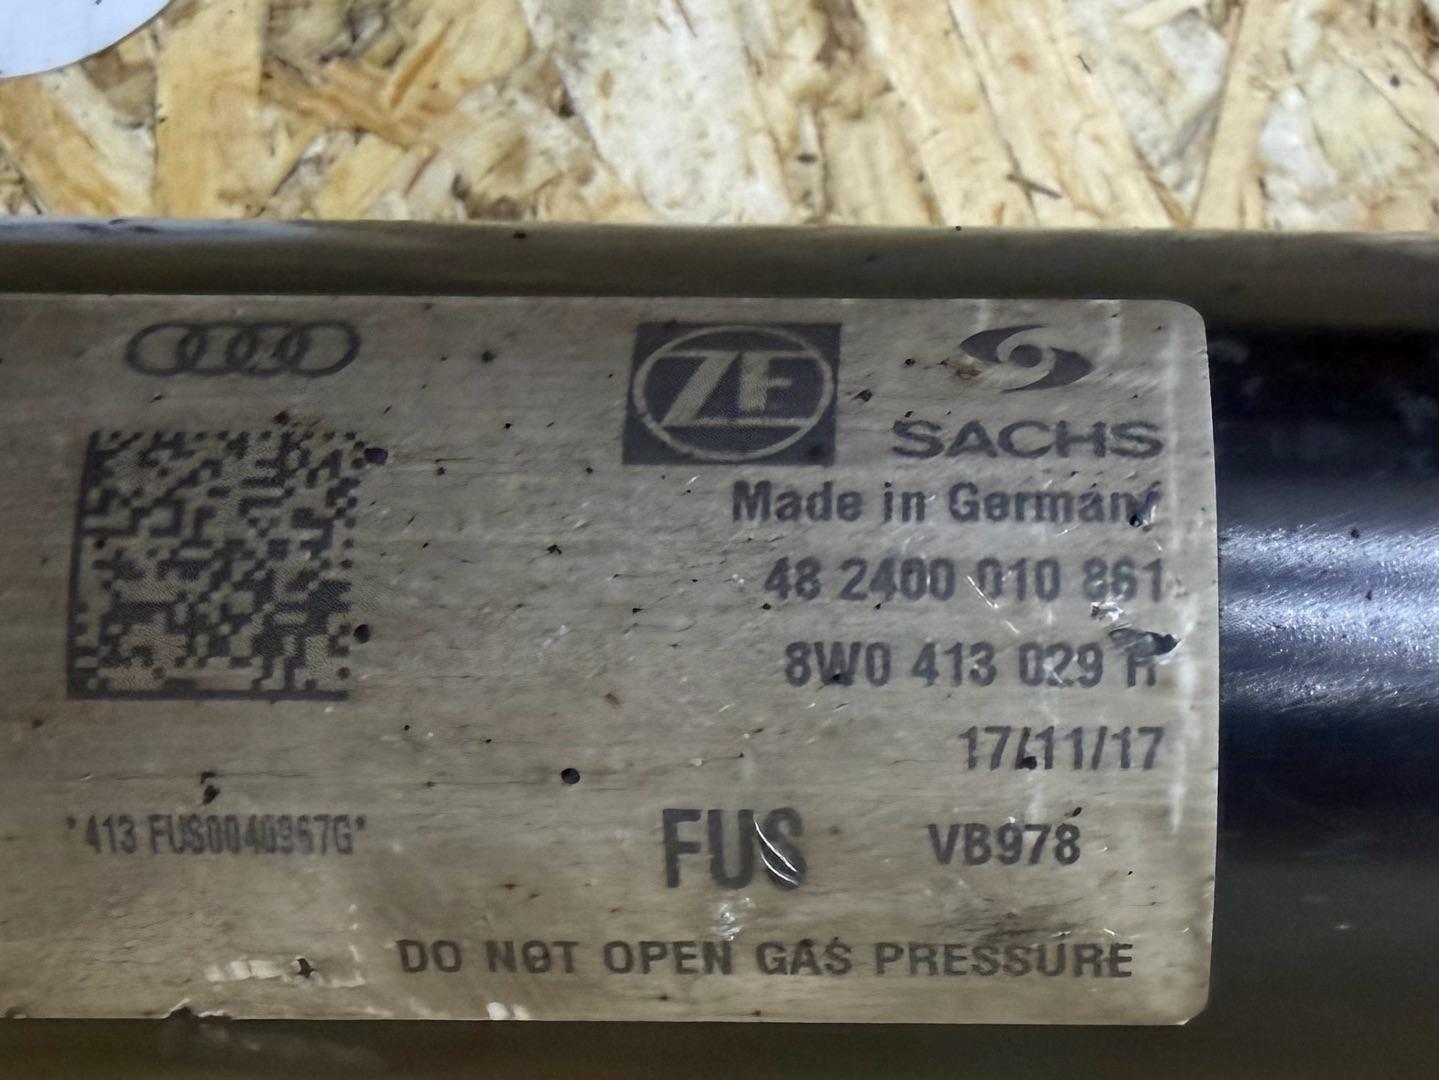 ZF
SACHS
Made in Germany
48 2400 010 861
8W0 413 029
17/11/17
*413 FUS0040967G*
FUS VB978
DO NOT OPEN GAS PRESSURE